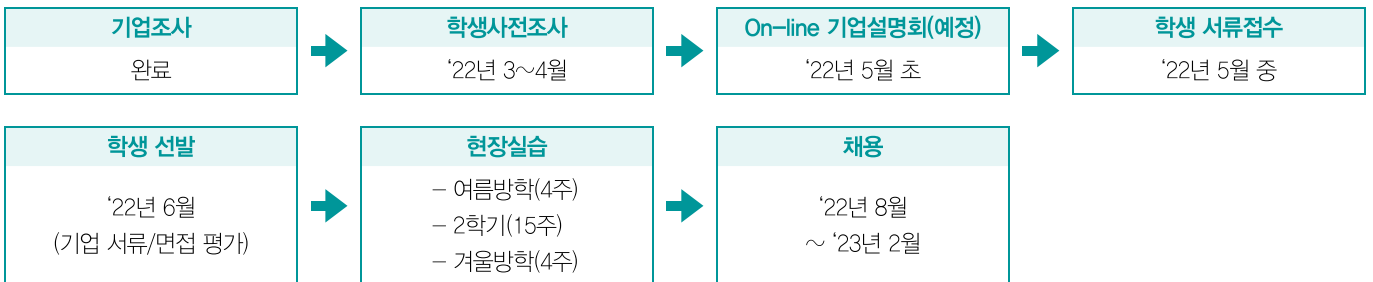 기업조사
완료
학생사전조사
‘22년 3~4월
On-line 기업설명회(예정)
‘22년 5월 초
학생 서류접수
‘22년 5월 중
학생 선발
‘22년 6월
(기업 서류/면접 평가)
현장실습
– 여름방학(4주)
– 2학기(15주)
– 겨울방학(4주)
채용
‘22년 8월
~ ‘23년 2월